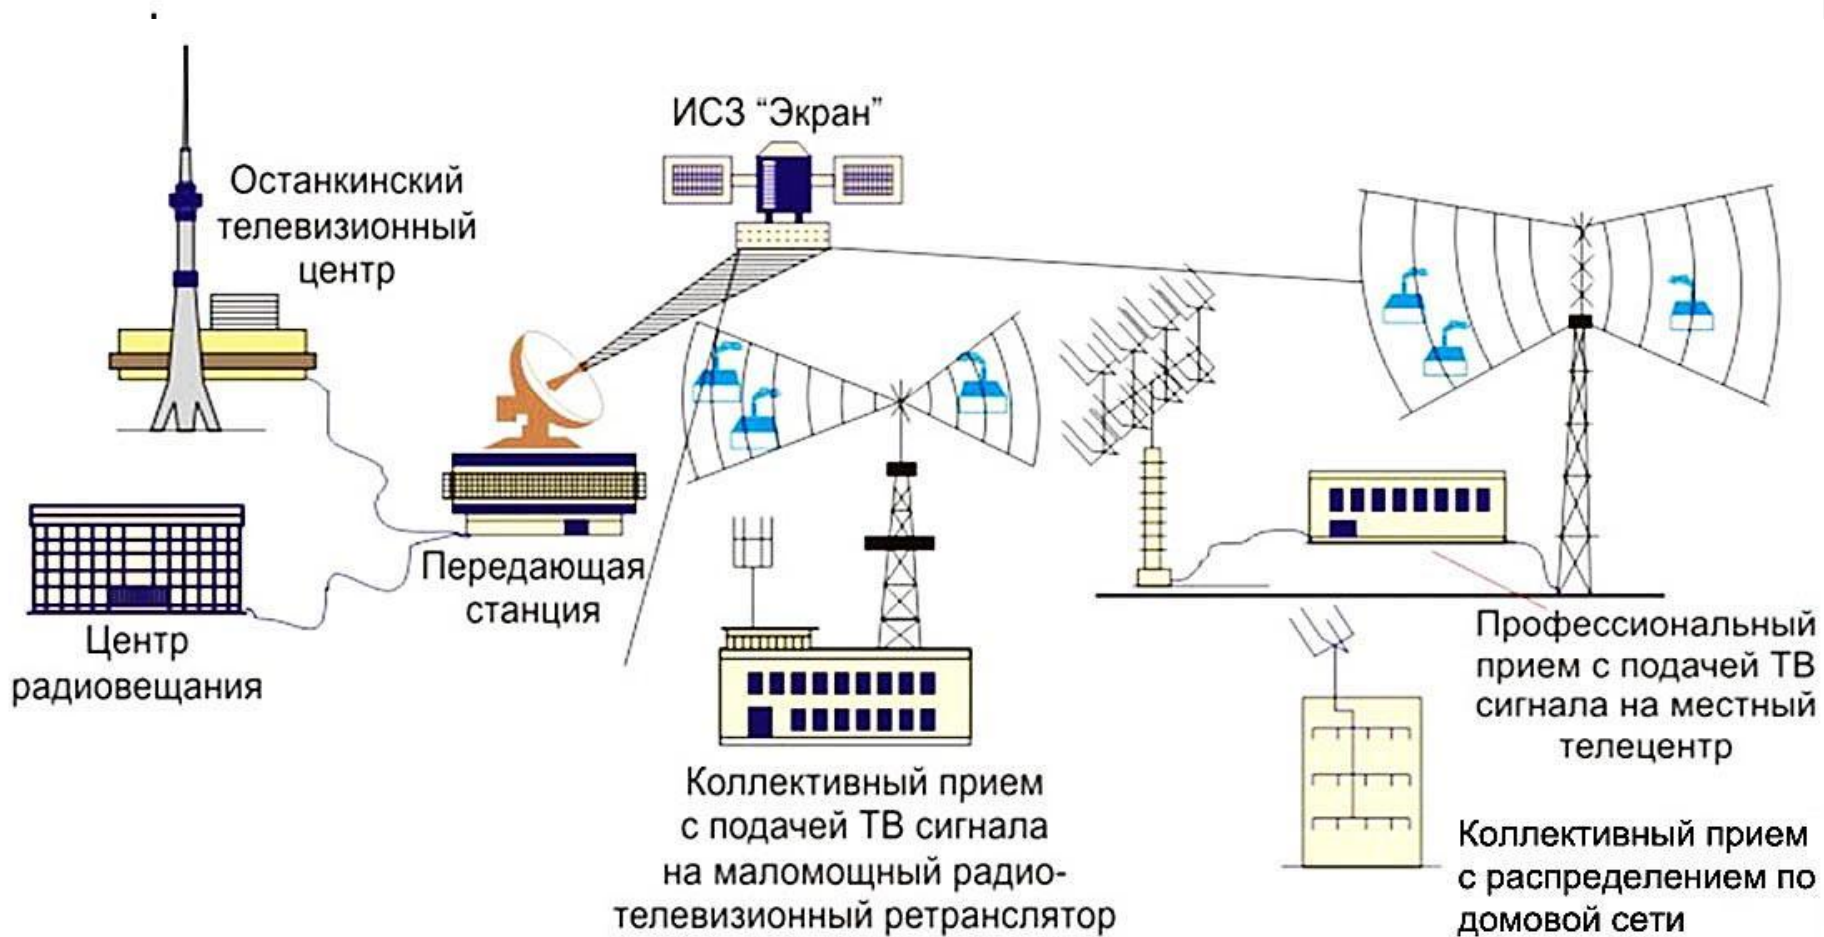 ИСЗ “Экран”
Останкинский
телевизионный
центр
Передающая
станция
Центр
радиовещания
Коллективный прием
с подачей ТВ сигнала
на маломощный радио-
телевизионный ретранслятор
Профессиональный
прием с подачей ТВ
сигнала на местный
телецентр
Коллективный прием
с распределением по
домовой сети